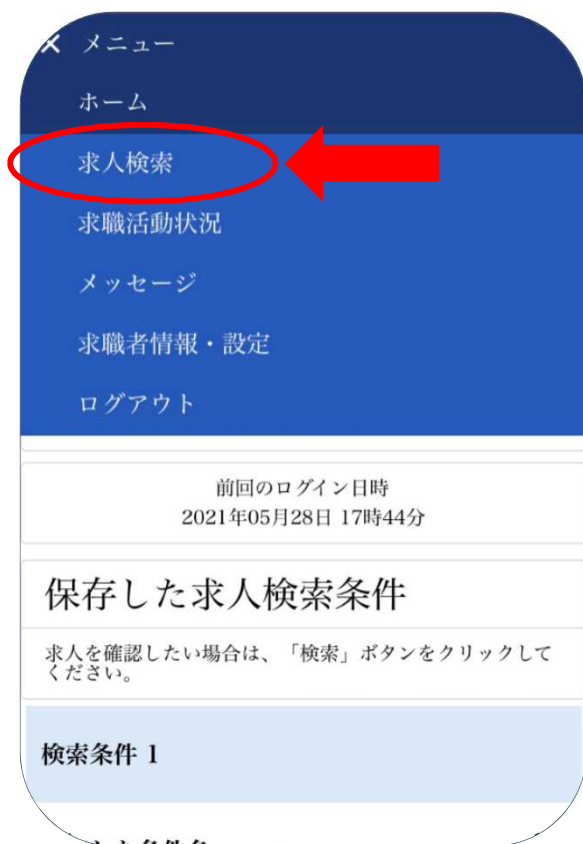 × メニュー
ホーム
求人検索
求職活動状況
メッセージ
求職者情報・設定
ログアウト
前回のログイン日時
2021年05月28日 17時44分
保存した求人検索条件
求人を確認したい場合は、「検索」ボタンをクリックして
ください。
検索条件 1